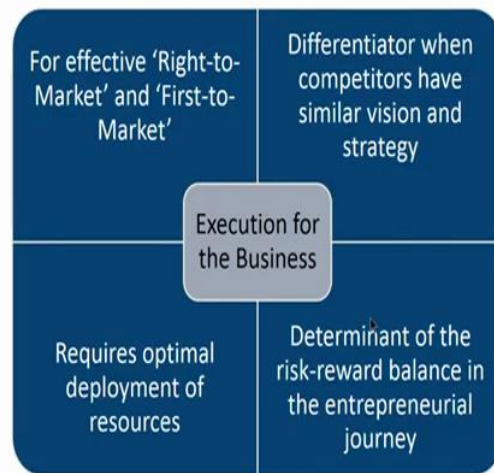 For effective ‘Right-to-
Market’ and ‘First-to-
Market’
Differentiator when
competitors have
similar vision and
strategy
Execution for
the Business
Requires optimal
deployment of
resources
Determinant of the
risk-reward balance in
the entrepreneurial
journey